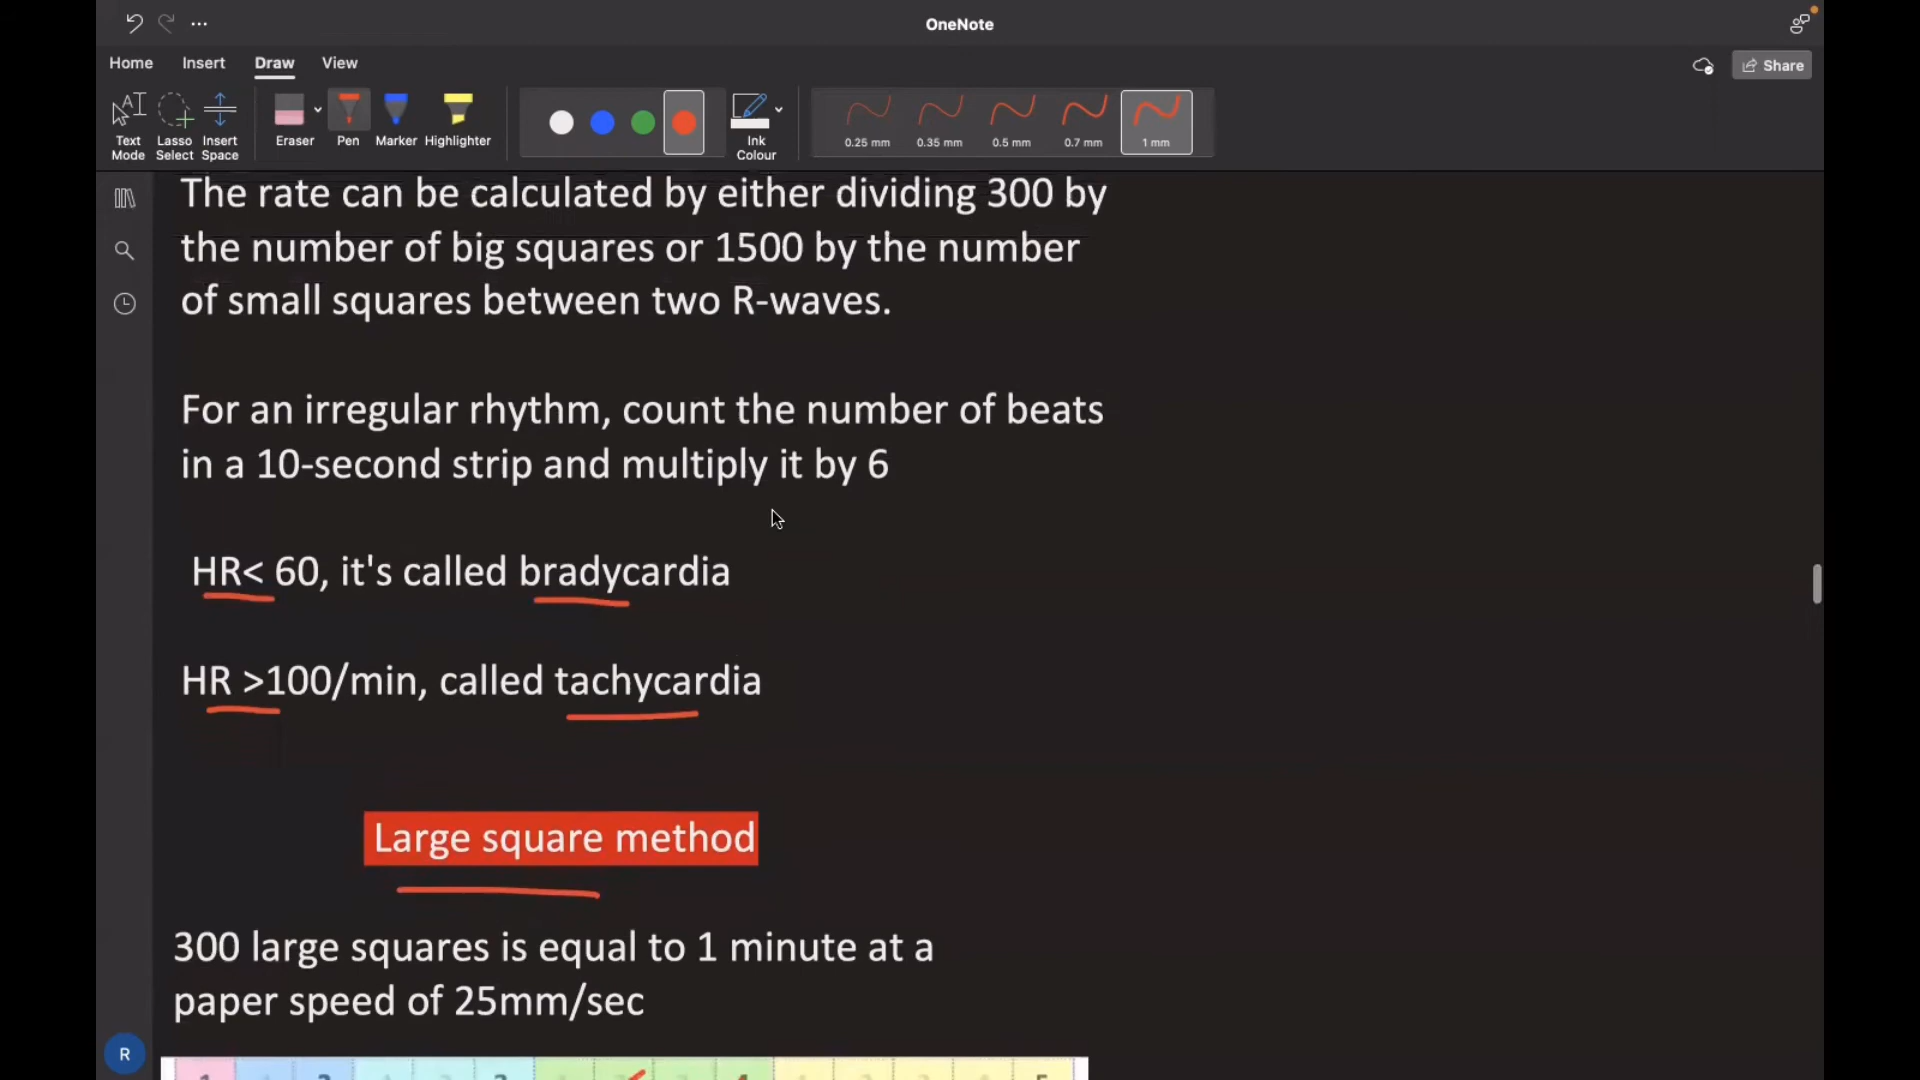 OneNote
Home Insert Draw View
Share
Text Mode
Lasso Select
Insert Space
Eraser
Pen
Marker
Highlighter
Ink Colour
0.25 mm
0.35 mm
0.5 mm
0.7 mm
1 mm
The rate can be calculated by either dividing 300 by
the number of big squares or 1500 by the number
of small squares between two R-waves.
For an irregular rhythm, count the number of beats
in a 10-second strip and multiply it by 6
HR< 60, it's called bradycardia
HR >100/min, called tachycardia
Large square method
300 large squares is equal to 1 minute at a
paper speed of 25mm/sec
R